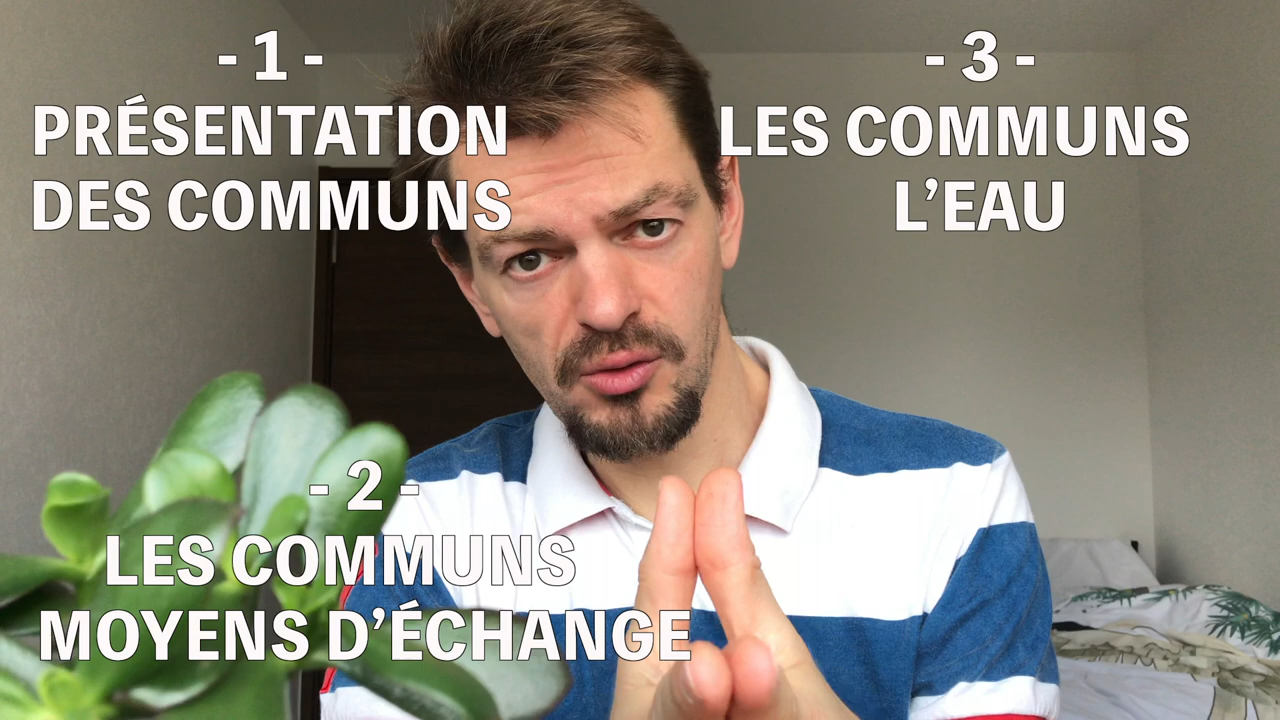 - 1 -
PRÉSENTATION
DES COMMUNS
- 2 -
LES COMMUNS
MOYENS D’ÉCHANGE
- 3 -
LES COMMUNS
L’EAU